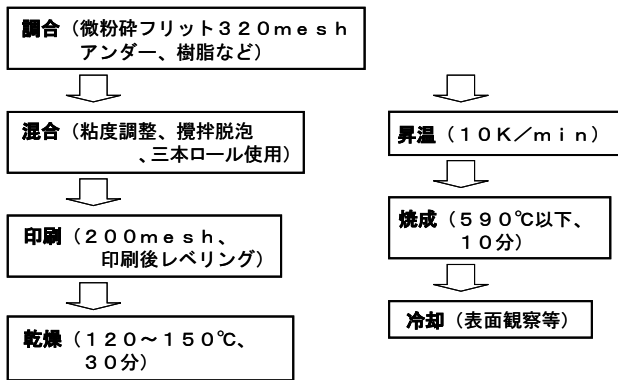 調合（微粉砕フリット３２０ｍｅｓｈ
アンダー、樹脂など）
混合（粘度調整、攪拌脱泡
、三本ロール使用）
印刷（２００ｍｅｓｈ、
印刷後レベリング）
乾燥（１２０～１５０℃、
３０分）
昇温（１０Ｋ／ｍｉｎ）
焼成（５９０℃以下、
１０分）
冷却（表面観察等）